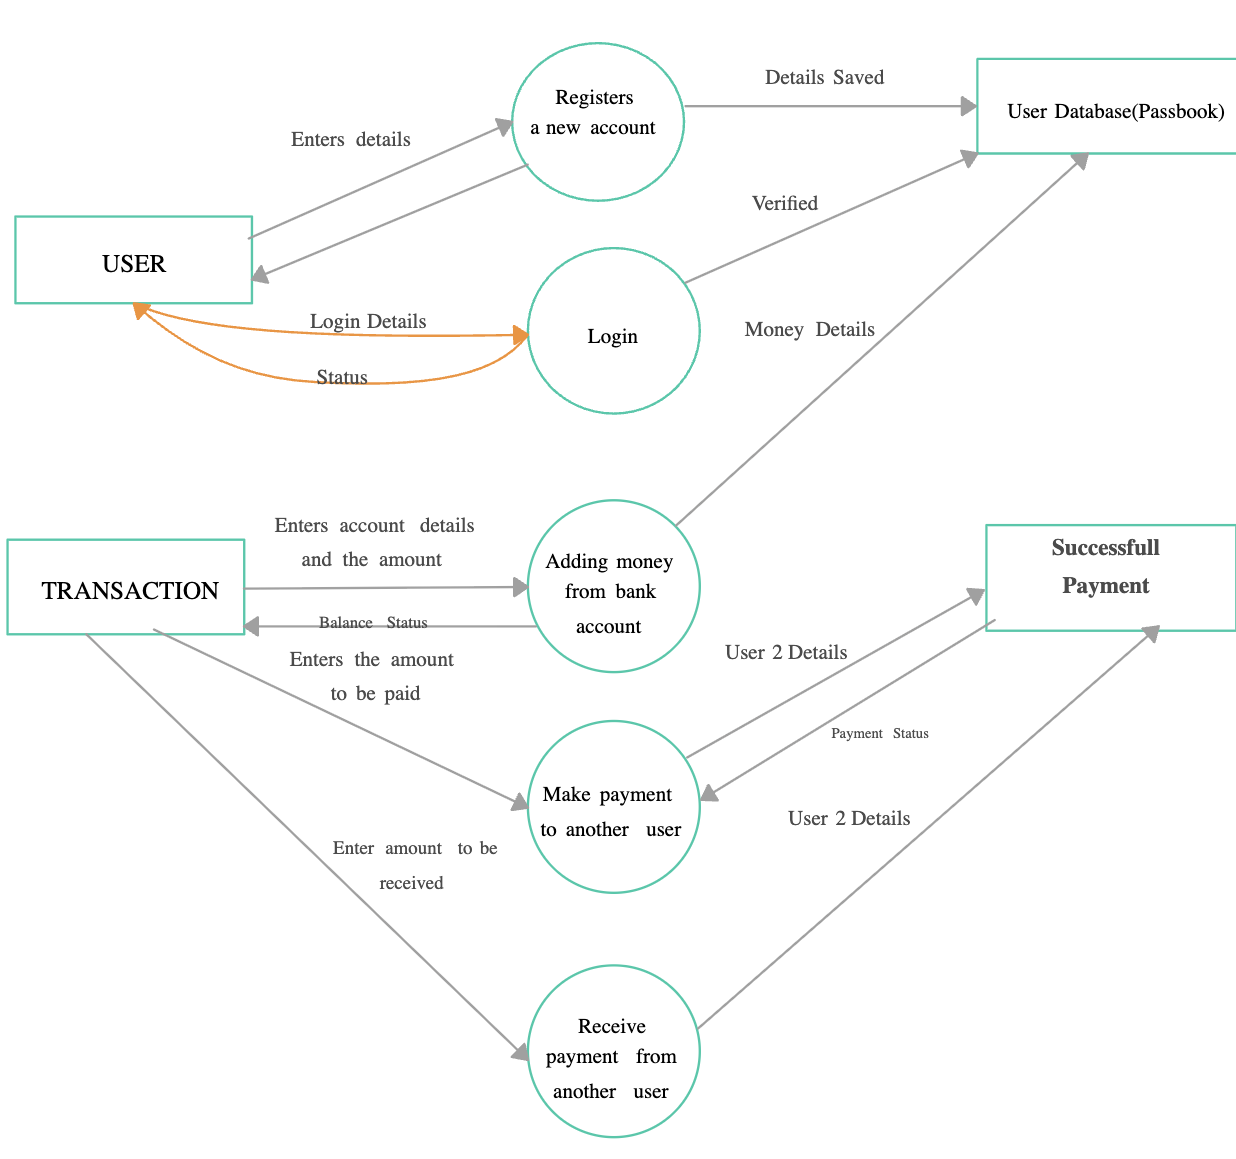 Registers
a new account
Details Saved
User Database(Passbook)
Enters details
Verified
USER
Login Details
Login
Money Details
Status
Enters account details
and the amount
Adding money
from bank
account
Successfull
Payment
TRANSACTION
Balance Status
Enters the amount
to be paid
User 2 Details
Payment Status
Make payment
to another user
User 2 Details
Enter amount to be
received
Receive
payment from
another user